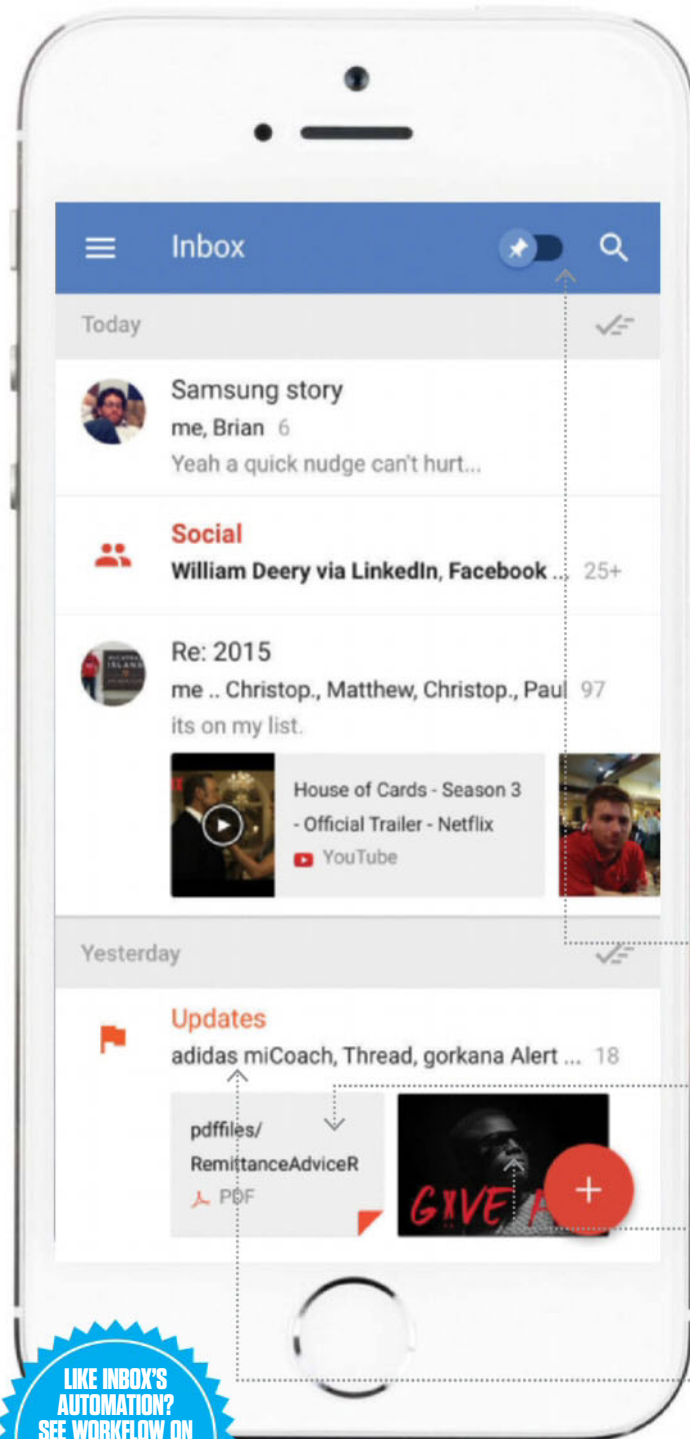 Inbox
Today
Samsung story
me, Brian 6
Yeah a quick nudge can't hurt...
Social
William Deery via LinkedIn, Facebook ... 25+
Re: 2015
me .. Christop., Matthew, Christop., Paul 97
its on my list.
House of Cards - Season 3
- Official Trailer - Netflix
YouTube
Yesterday
Updates
adidas miCoach, Thread, gorkana Alert ... 18
pdffiles/
RemittanceAdviceR
PDF
GIVE
+
LIKE INBOX'S
AUTOMATION?
SEE WORKFLOW ON